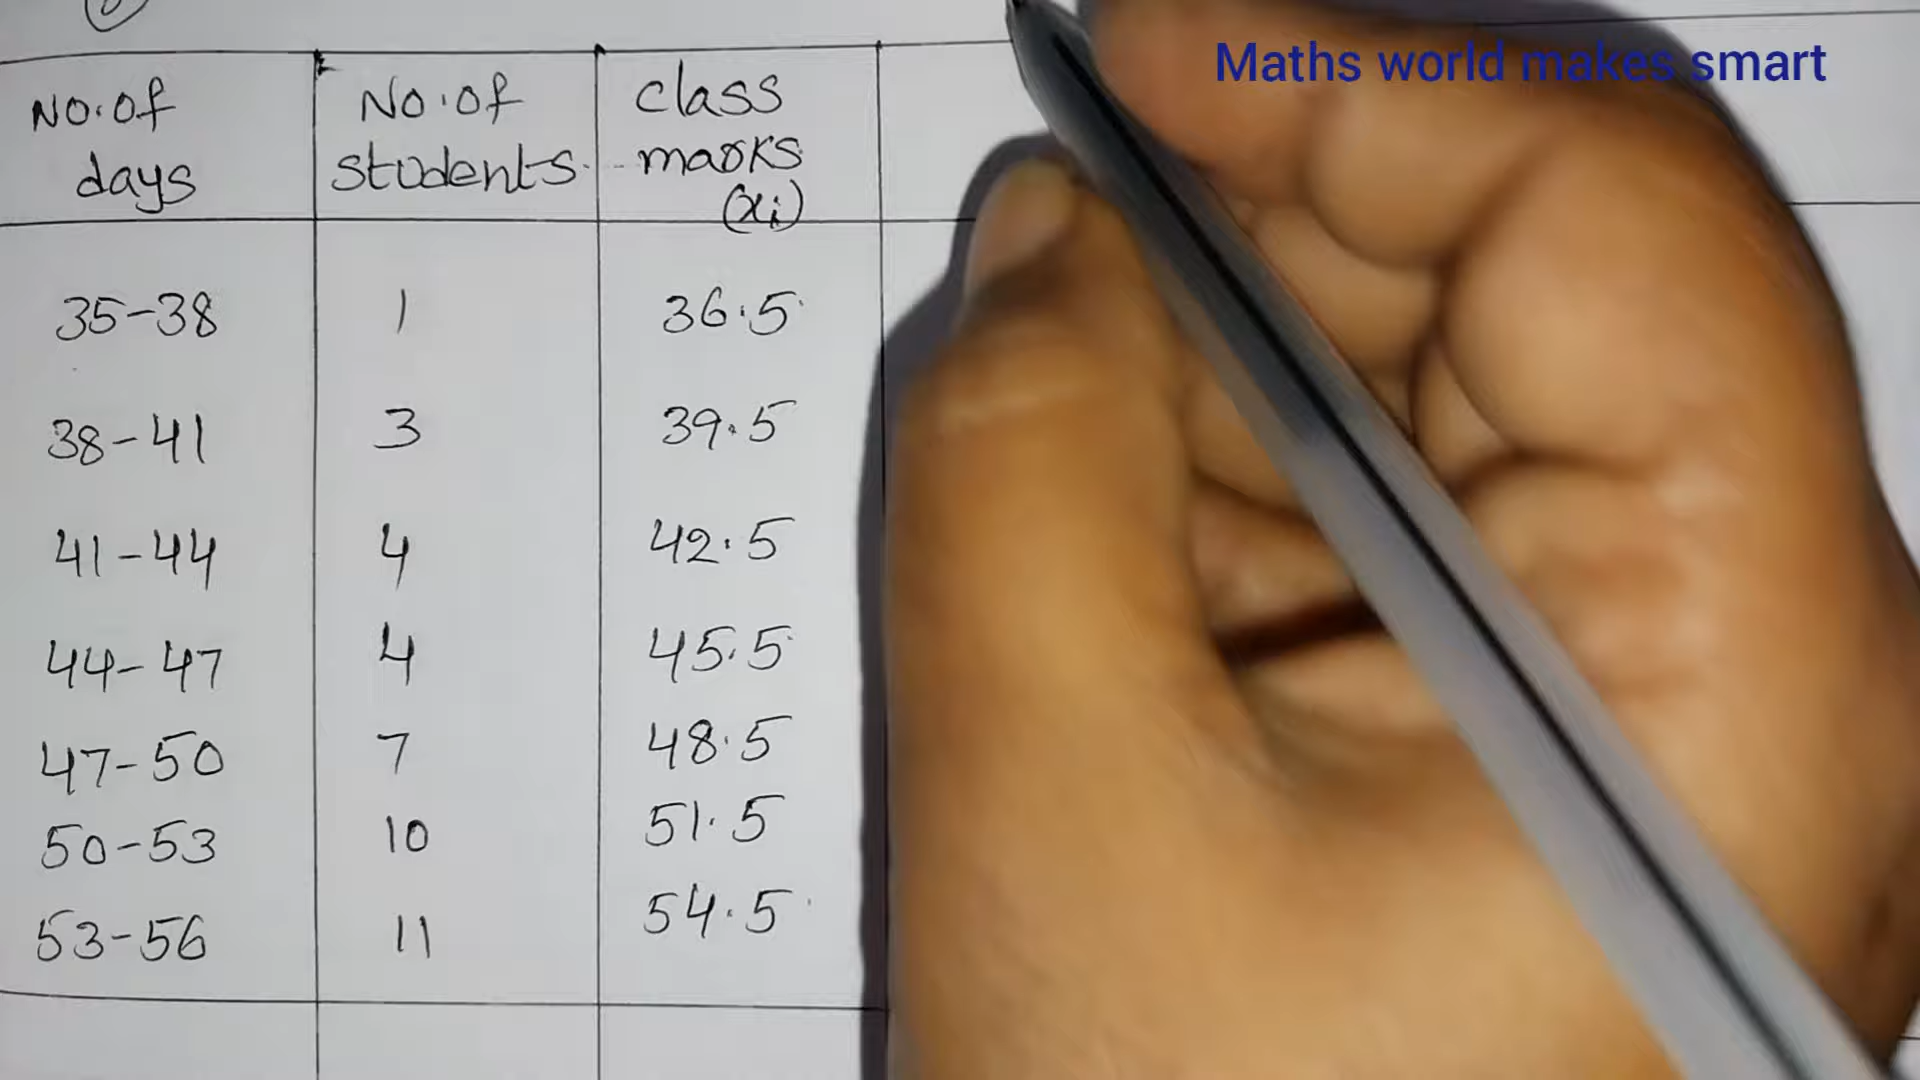 Maths world makes smart
No. of days | No. of students | class marks (xi)
35-38 | 1 | 36.5
38-41 | 3 | 39.5
41-44 | 4 | 42.5
44-47 | 4 | 45.5
47-50 | 7 | 48.5
50-53 | 10 | 51.5
53-56 | 11 | 54.5